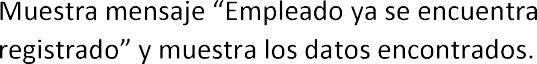 Muestra mensaje “Empleado ya se encuentra
registrado” y muestra los datos encontrados.